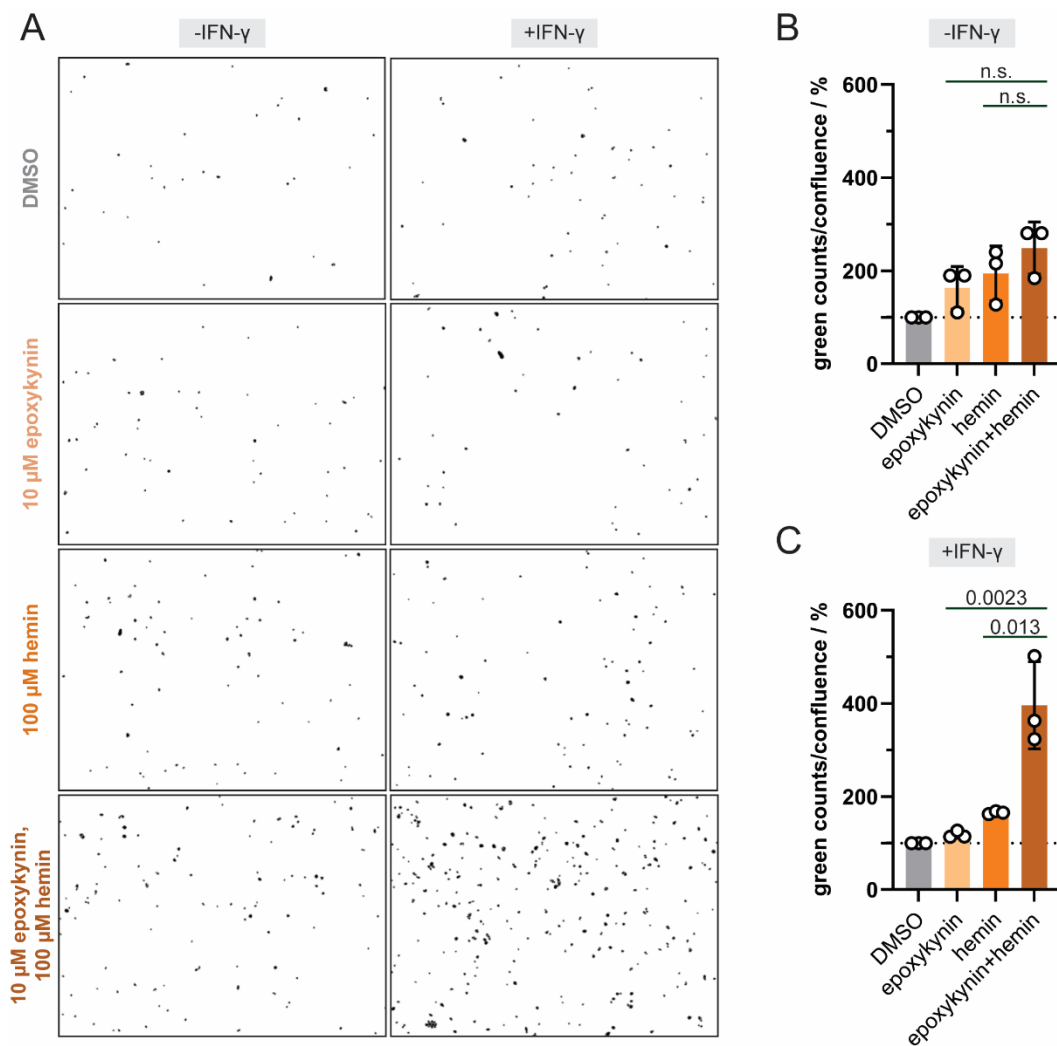 A
-IFN-γ
+IFN-γ
DMSO
10 µM epoxykynin
100 µM hemin
10 µM epoxykynin,
100 µM hemin
B
-IFN-γ
n.s.
n.s.
green counts/confluence / %
600
400
200
0
DMSO
epoxykynin
hemin
epoxykynin+hemin
C
+IFN-γ
0.0023
0.013
green counts/confluence / %
600
400
200
0
DMSO
epoxykynin
hemin
epoxykynin+hemin